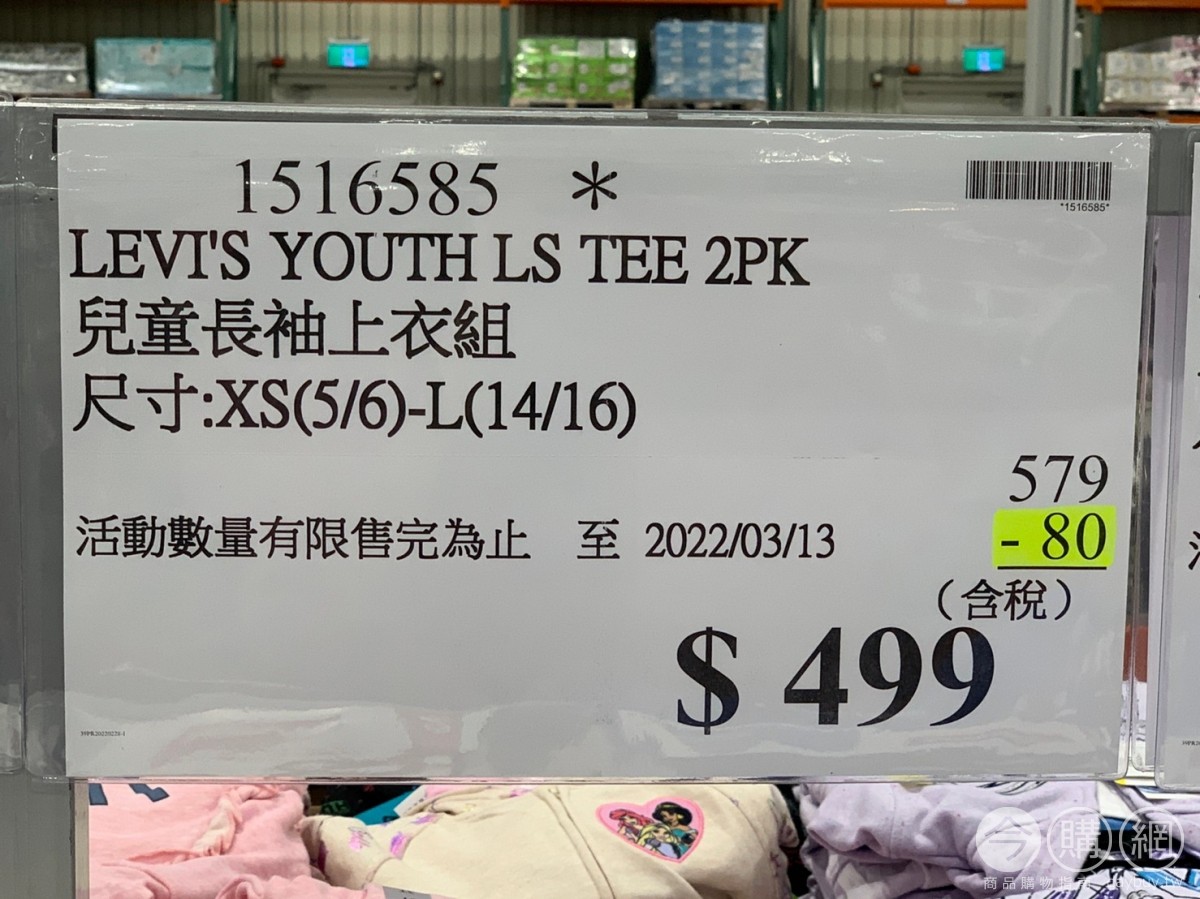 1516585 *
*1516585*
LEVI'S YOUTH LS TEE 2PK
兒童長袖上衣組
尺寸:XS(5/6)-L(14/16)
579
活動數量有限售完為止 至 2022/03/13
- 80
(含稅)
$ 499
今購網